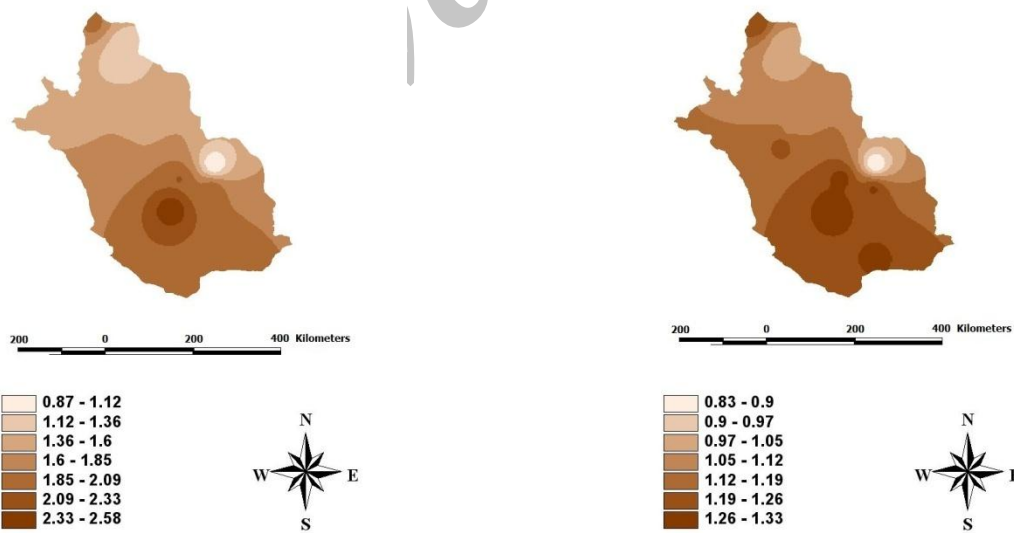 200 0 200 400 Kilometers
0.87 - 1.12
1.12 - 1.36
1.36 - 1.6
1.6 - 1.85
1.85 - 2.09
2.09 - 2.33
2.33 - 2.58
N
W E
S
200 0 200 400 Kilometers
0.83 - 0.9
0.9 - 0.97
0.97 - 1.05
1.05 - 1.12
1.12 - 1.19
1.19 - 1.26
1.26 - 1.33
N
W
S